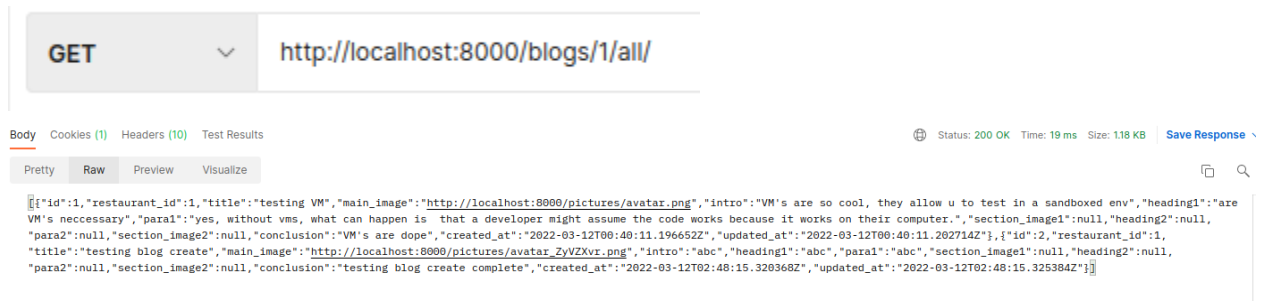 GET http://localhost:8000/blogs/1/all/
Body Cookies (1) Headers (10) Test Results Status: 200 OK Time: 19 ms Size: 1.18 KB Save Response
Pretty Raw Preview Visualize
[{"id":1,"restaurant_id":1,"title":"testing VM","main_image":"http://localhost:8000/pictures/avatar.png","intro":"VM's are so cool, they allow u to test in a sandboxed env","heading1":"are
VM's neccessary","para1":"yes, without vms, what can happen is  that a developer might assume the code works because it works on their computer.","section_image1":null,"heading2":null,
"para2":null,"section_image2":null,"conclusion":"VM's are dope","created_at":"2022-03-12T00:40:11.196652Z","updated_at":"2022-03-12T00:40:11.202714Z"},{"id":2,"restaurant_id":1,
"title":"testing blog create","main_image":"http://localhost:8000/pictures/avatar_ZyVZXvr.png","intro":"abc","heading1":"abc","para1":"abc","section_image1":null,"heading2":null,
"para2":null,"section_image2":null,"conclusion":"testing blog create complete","created_at":"2022-03-12T02:48:15.320368Z","updated_at":"2022-03-12T02:48:15.325384Z"}]